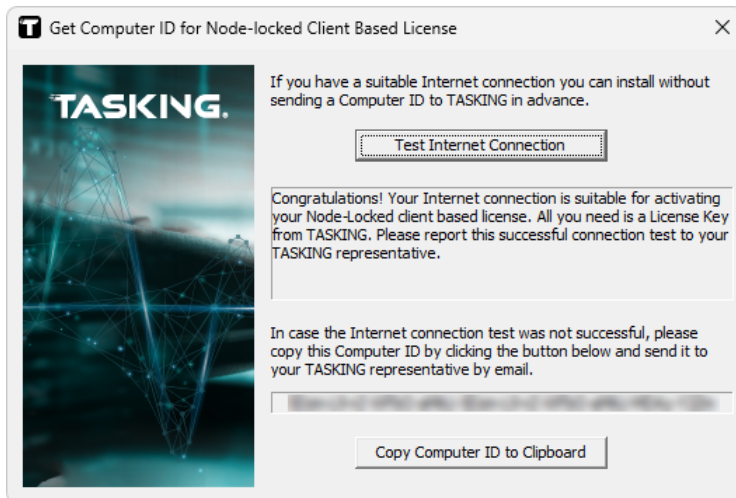 Get Computer ID for Node-locked Client Based License
TASKING.
If you have a suitable Internet connection you can install without
sending a Computer ID to TASKING in advance.
Test Internet Connection
Congratulations! Your Internet connection is suitable for activating
your Node-Locked client based license. All you need is a License Key
from TASKING. Please report this successful connection test to your
TASKING representative.
In case the Internet connection test was not successful, please
copy this Computer ID by clicking the button below and send it to
your TASKING representative by email.
Copy Computer ID to Clipboard